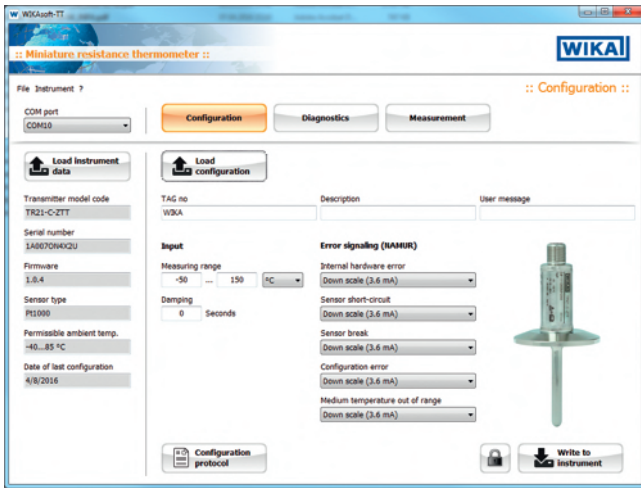 WIKAsoft-TT
:: Miniature resistance thermometer ::
WIKA
File Instrument ?
:: Configuration ::
COM port
COM10
Configuration
Diagnostics
Measurement
Load instrument data
Load configuration
Transmitter model code
TR21-C-ZTT
Serial number
1A007ON4X2U
Firmware
1.0.4
Sensor type
Pt1000
Permissible ambient temp.
-40...85 ºC
Date of last configuration
4/8/2016
TAG no
Description
User message
WIKA
Input
Error signaling (NAMUR)
Measuring range
-50 ... 150 ºC
Damping
0 Seconds
Internal hardware error
Down scale (3.6 mA)
Sensor short-circuit
Down scale (3.6 mA)
Sensor break
Down scale (3.6 mA)
Configuration error
Down scale (3.6 mA)
Medium temperature out of range
Down scale (3.6 mA)
Configuration protocol
Write to instrument